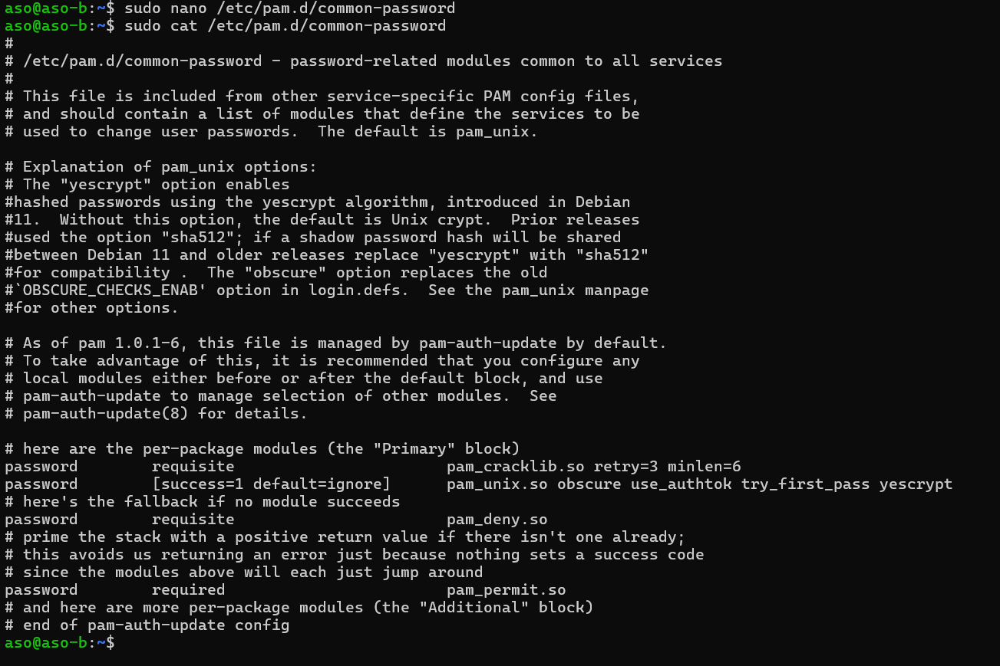 aso@aso-b:~$ sudo nano /etc/pam.d/common-password
aso@aso-b:~$ sudo cat /etc/pam.d/common-password
#
# /etc/pam.d/common-password - password-related modules common to all services
#
# This file is included from other service-specific PAM config files,
# and should contain a list of modules that define the services to be
# used to change user passwords.  The default is pam_unix.

# Explanation of pam_unix options:
# The "yescrypt" option enables
#hashed passwords using the yescrypt algorithm, introduced in Debian
#11.  Without this option, the default is Unix crypt.  Prior releases
#used the option "sha512"; if a shadow password hash will be shared
#between Debian 11 and older releases replace "yescrypt" with "sha512"
#for compatibility .  The "obscure" option replaces the old
#`OBSCURE_CHECKS_ENAB' option in login.defs.  See the pam_unix manpage
#for other options.

# As of pam 1.0.1-6, this file is managed by pam-auth-update by default.
# To take advantage of this, it is recommended that you configure any
# local modules either before or after the default block, and use
# pam-auth-update to manage selection of other modules.  See
# pam-auth-update(8) for details.

# here are the per-package modules (the "Primary" block)
password        requisite                       pam_cracklib.so retry=3 minlen=6
password        [success=1 default=ignore]      pam_unix.so obscure use_authtok try_first_pass yescrypt
# here's the fallback if no module succeeds
password        requisite                       pam_deny.so
# prime the stack with a positive return value if there isn't one already;
# this avoids us returning an error just because nothing sets a success code
# since the modules above will each just jump around
password        required                        pam_permit.so
# and here are more per-package modules (the "Additional" block)
# end of pam-auth-update config
aso@aso-b:~$